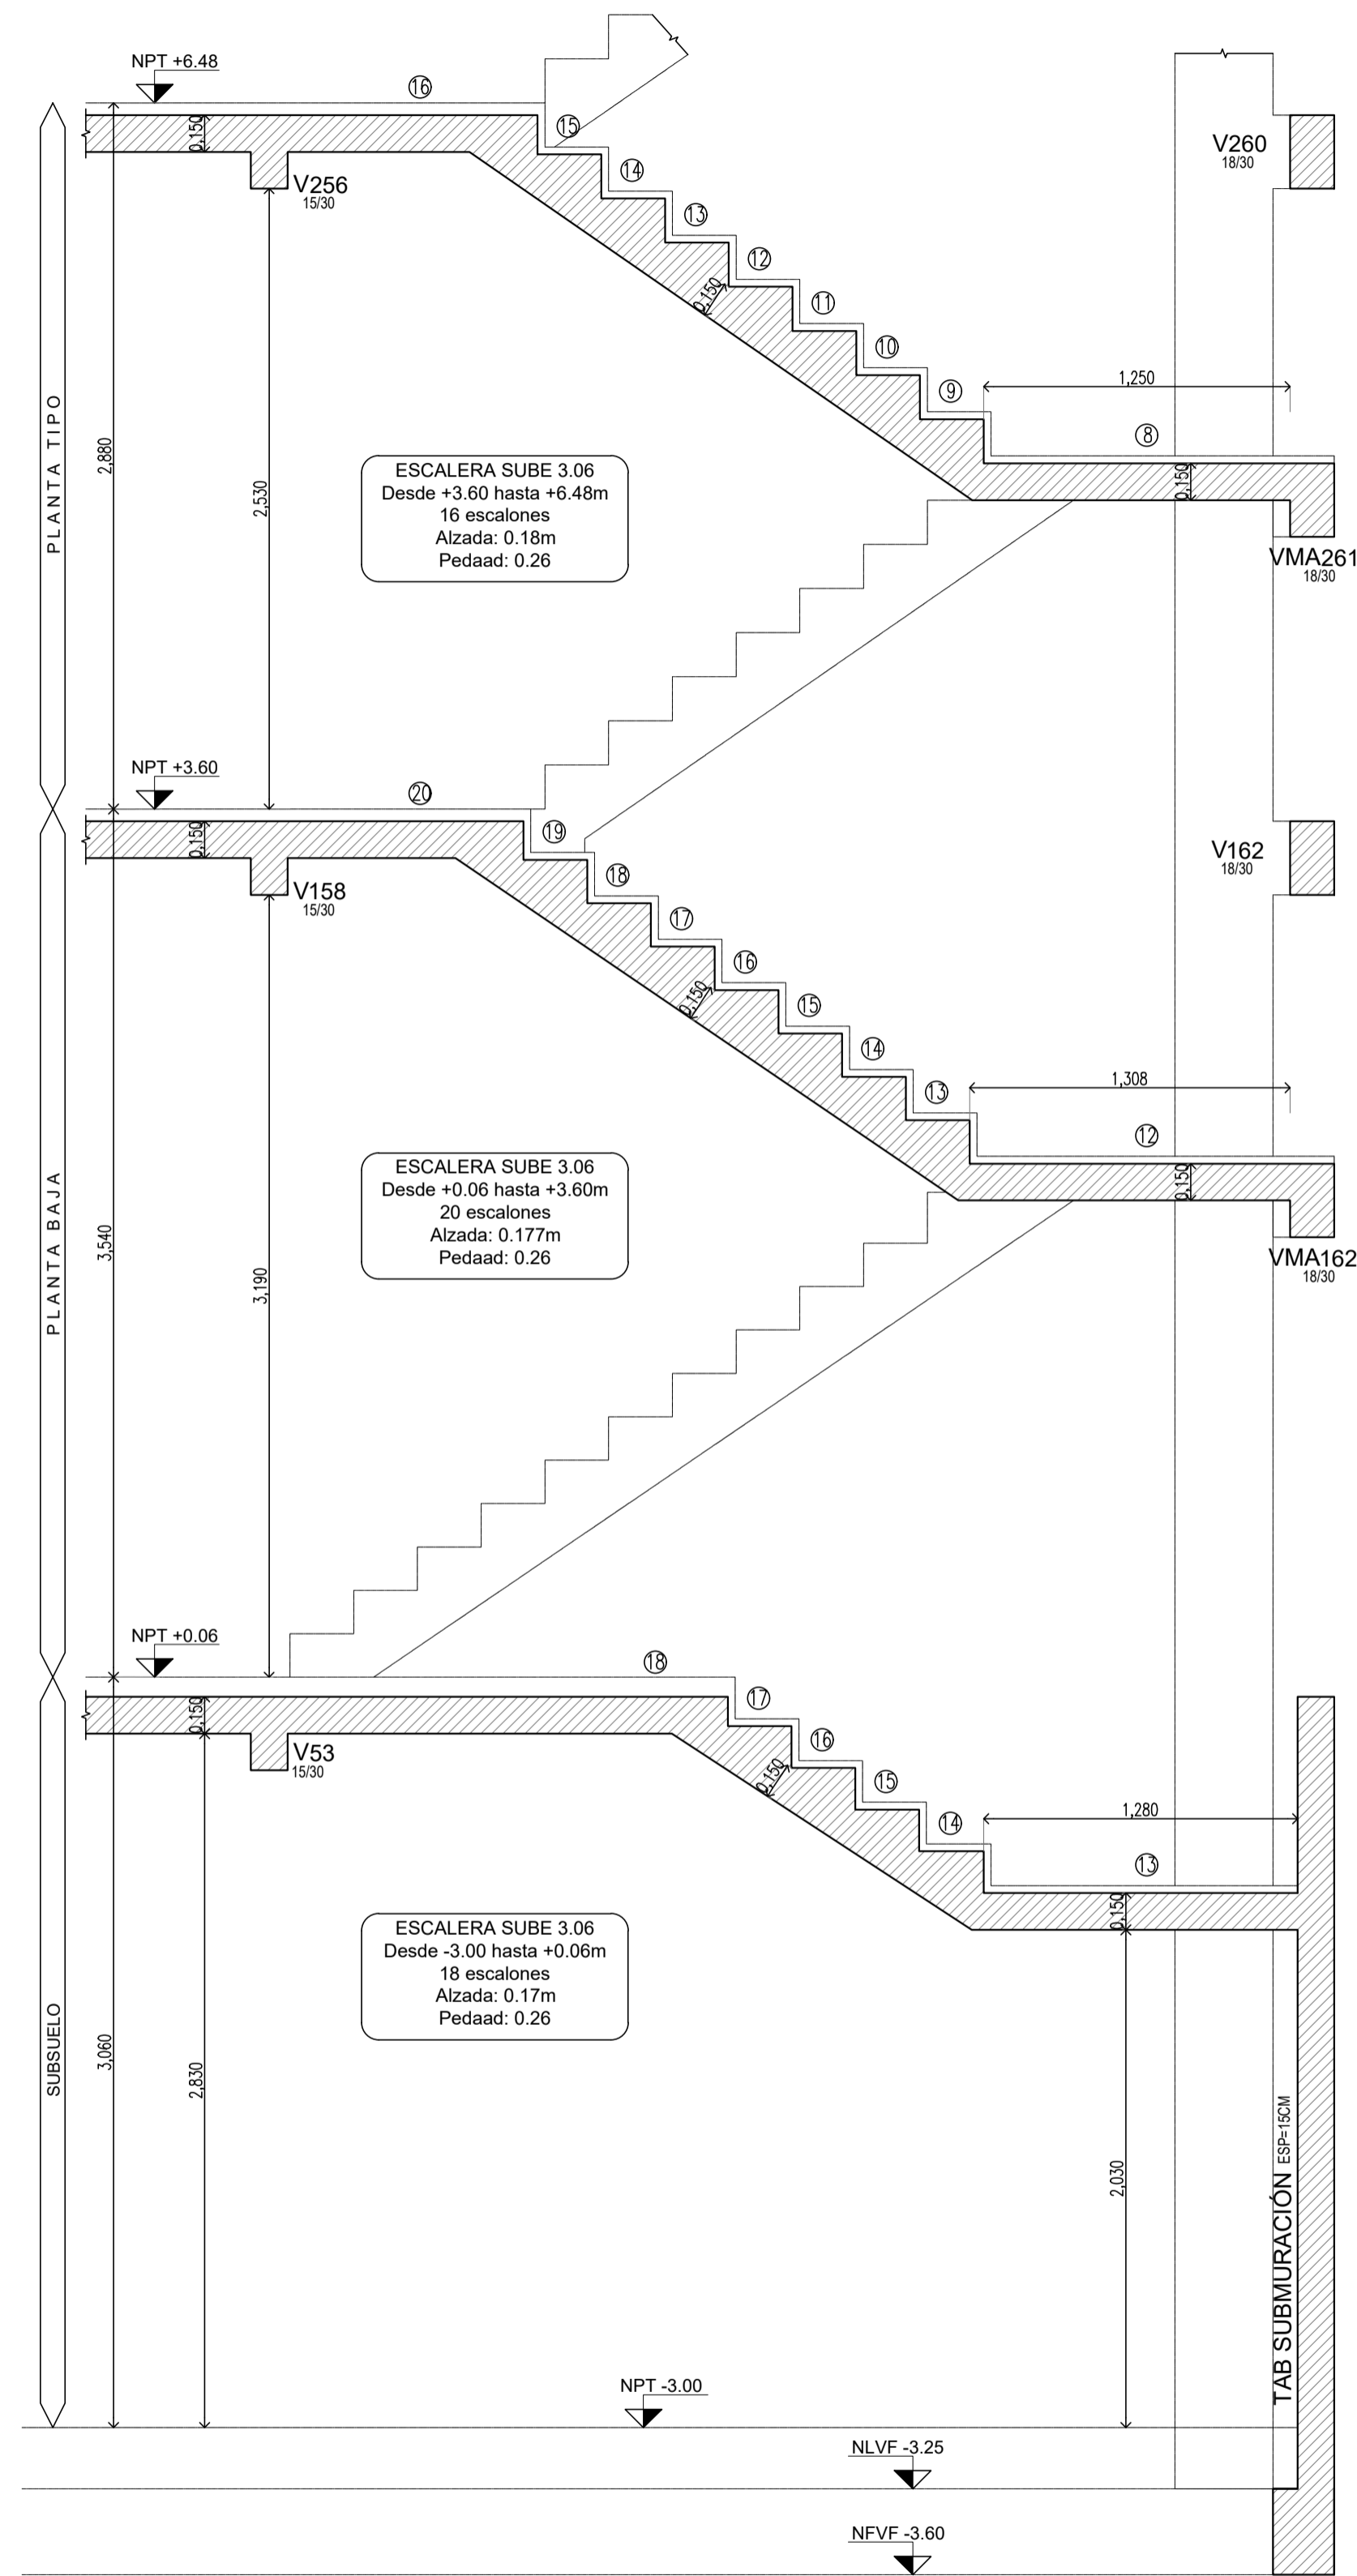 NPT +6.48
16
15
0,150
14
V260
18/30
V256
15/30
13
12
0,150
11
10
1,250
9
8
PLANTA TIPO
2,880
2,530
ESCALERA SUBE 3.06
Desde +3.60 hasta +6.48m
16 escalones
Alzada: 0.18m
Pedaad: 0.26
0,150
VMA261
18/30
NPT +3.60
20
19
0,150
V162
18/30
18
V158
15/30
17
16
0,150
15
14
1,308
13
12
PLANTA BAJA
3,540
3,190
ESCALERA SUBE 3.06
Desde +0.06 hasta +3.60m
20 escalones
Alzada: 0.177m
Pedaad: 0.26
0,150
VMA162
18/30
NPT +0.06
18
17
0,150
V53
15/30
16
0,150
15
1,280
14
13
0,150
SUBSUELO
3,060
2,830
ESCALERA SUBE 3.06
Desde -3.00 hasta +0.06m
18 escalones
Alzada: 0.17m
Pedaad: 0.26
2,030
TAB SUBMURACIÓN ESP=15CM
NPT -3.00
NLVF -3.25
NFVF -3.60